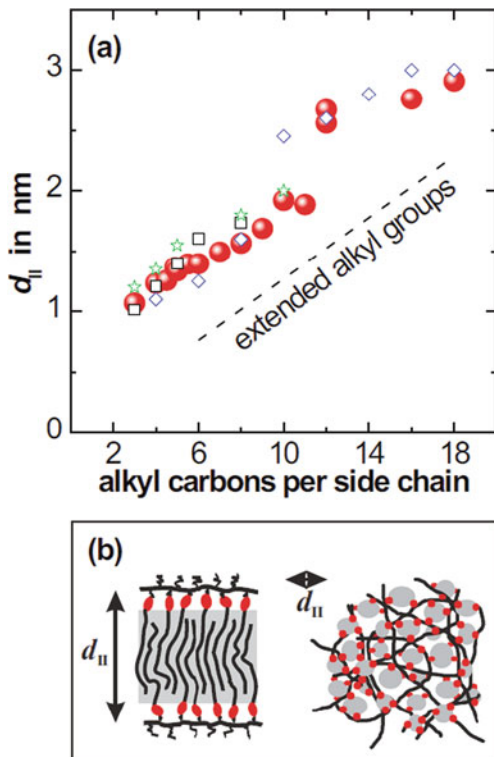 (a)
3
2
1
0
d_II in nm
extended alkyl groups
2 4 6 8 10 12 14 16 18
alkyl carbons per side chain
(b)
d_II
d_II